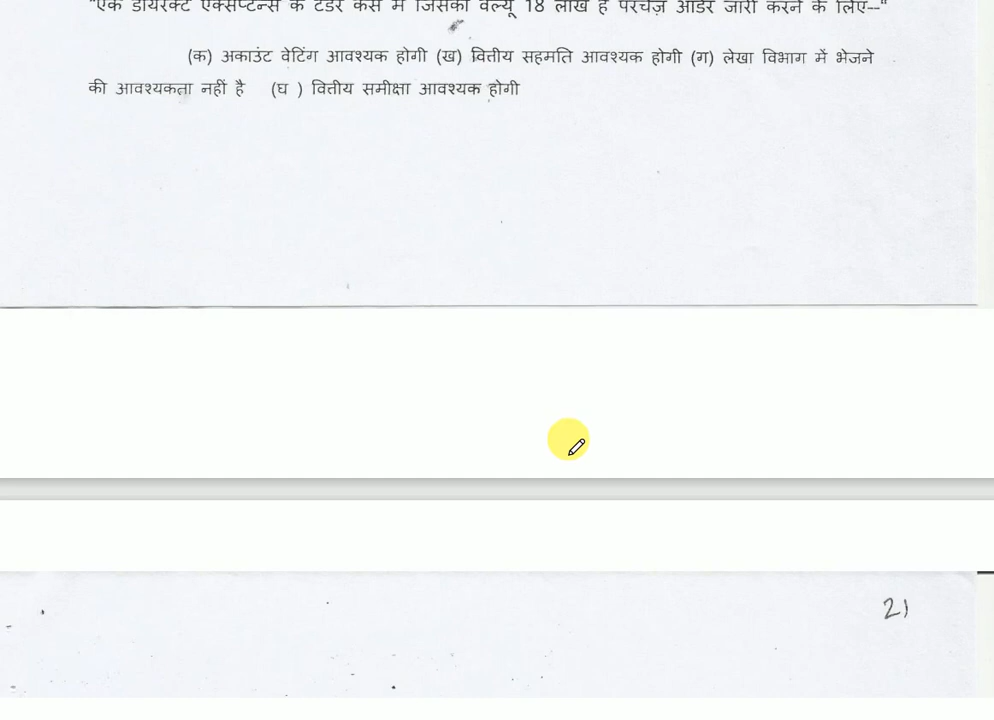 "एक डायरेक्ट एक्सेप्टेन्स के टेंडर केस में जिसकी वैल्यू 18 लाख है परचेज़ ऑर्डर जारी करने के लिए--"
(क) अकाउंट वेटिंग आवश्यक होगी (ख) वित्तीय सहमति आवश्यक होगी (ग) लेखा विभाग में भेजने
की आवश्यकता नहीं है (घ ) वित्तीय समीक्षा आवश्यक होगी
21